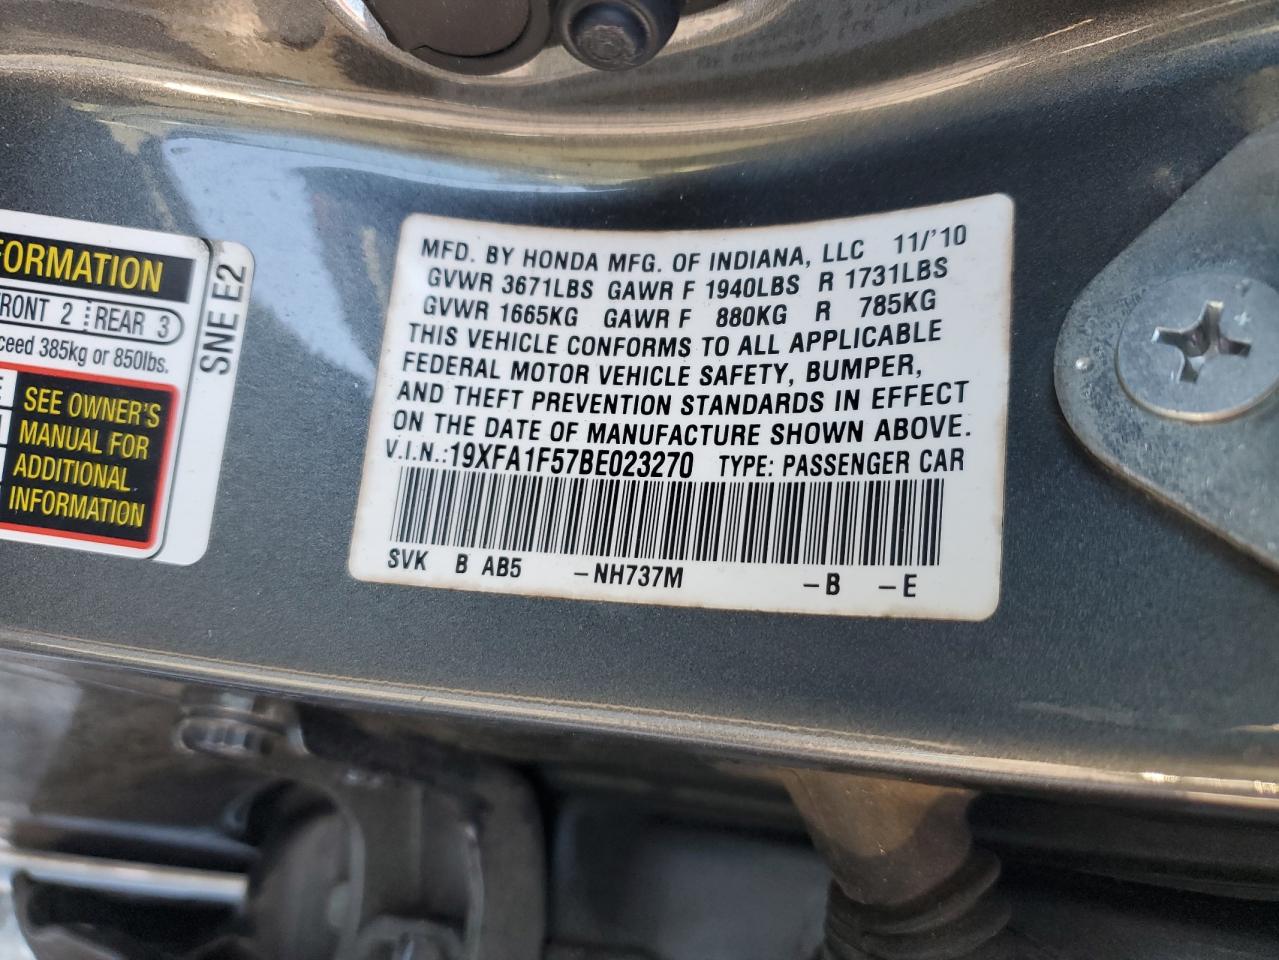 FORMATION
FRONT 2 REAR 3
ceed 385kg or 850lbs.
SEE OWNER'S
MANUAL FOR
ADDITIONAL
INFORMATION
SNE E2
MFD. BY HONDA MFG. OF INDIANA, LLC 11/'10
GVWR 3671LBS GAWR F 1940LBS R 1731LBS
GVWR 1665KG GAWR F 880KG R 785KG
THIS VEHICLE CONFORMS TO ALL APPLICABLE
FEDERAL MOTOR VEHICLE SAFETY, BUMPER,
AND THEFT PREVENTION STANDARDS IN EFFECT
ON THE DATE OF MANUFACTURE SHOWN ABOVE.
V.I.N.:19XFA1F57BE023270 TYPE: PASSENGER CAR
SVK B AB5 -NH737M -B -E